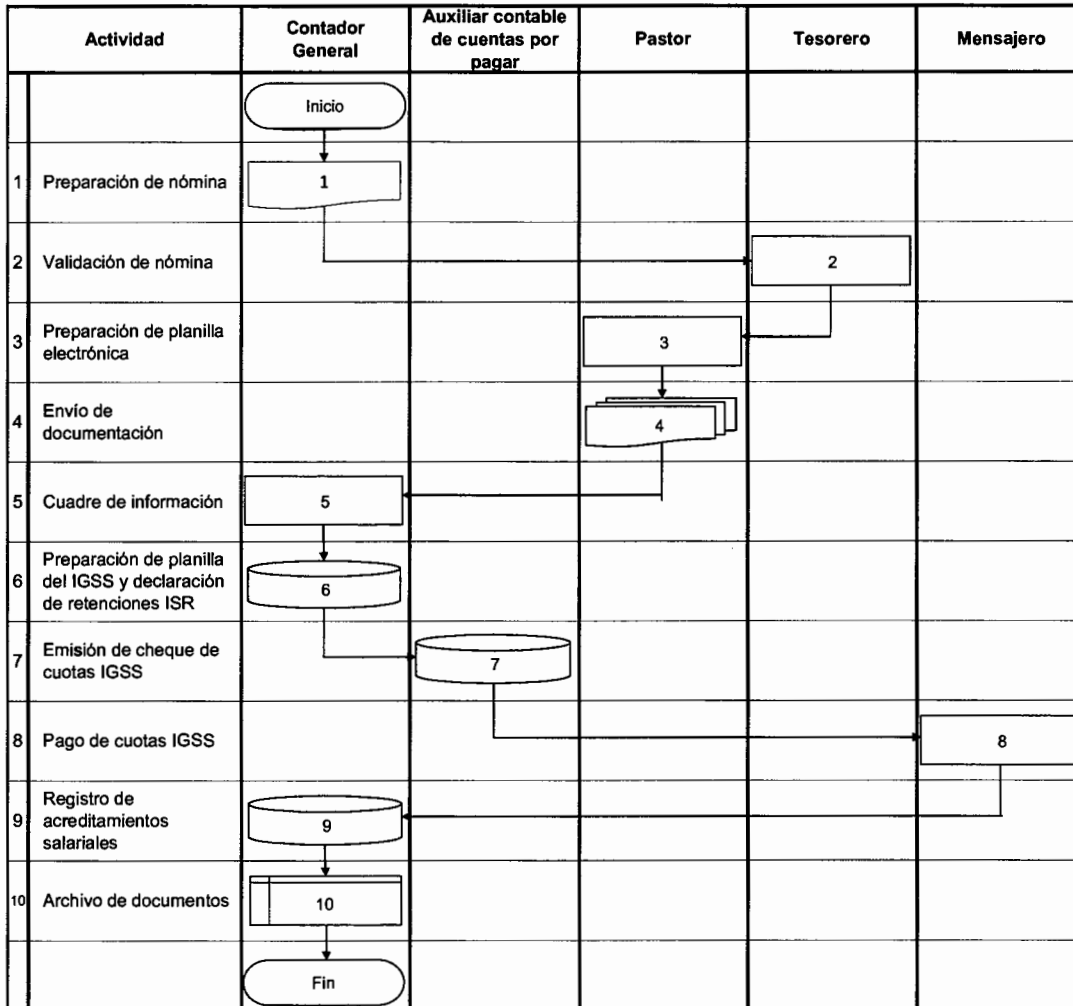 Actividad
Contador
General
Auxiliar contable
de cuentas por
pagar
Pastor
Tesorero
Mensajero
Inicio
1
Preparación de nómina
1
2
Validación de nómina
2
3
Preparación de planilla
electrónica
3
4
Envío de
documentación
4
5
Cuadre de información
5
6
Preparación de planilla
del IGSS y declaración
de retenciones ISR
6
7
Emisión de cheque de
cuotas IGSS
7
8
Pago de cuotas IGSS
8
9
Registro de
acreditamientos
salariales
9
10
Archivo de documentos
10
Fin